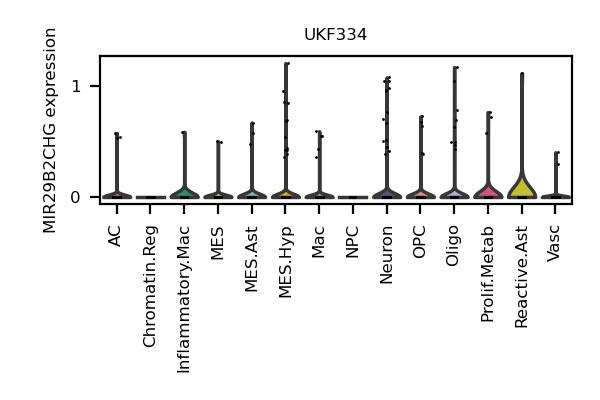 UKF334
MIR29B2CHG expression
1
0
AC
Chromatin.Reg
Inflammatory.Mac
MES
MES.Ast
MES.Hyp
Mac
NPC
Neuron
OPC
Oligo
Prolif.Metab
Reactive.Ast
Vasc